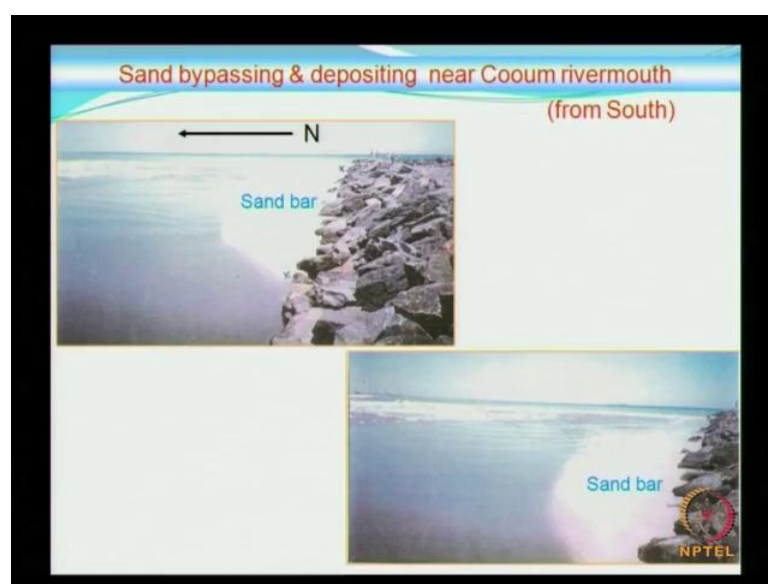 Sand bypassing & depositing near Cooum rivermouth
(from South)
N
Sand bar
Sand bar
NPTEL